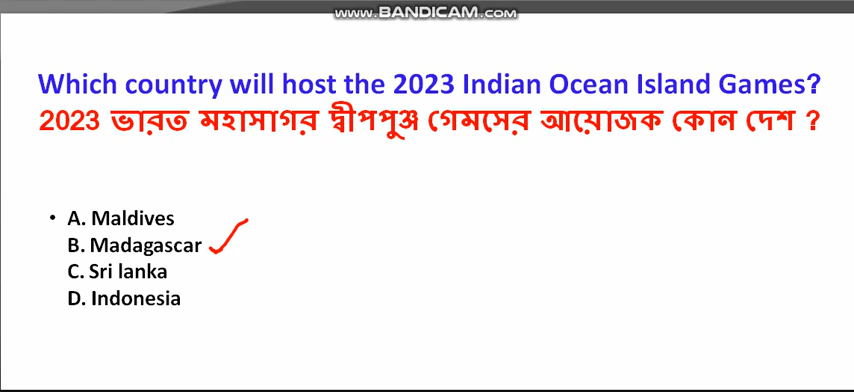 www.BANDICAM.com
Which country will host the 2023 Indian Ocean Island Games?
2023 ভারত মহাসাগর দ্বীপপুঞ্জ গেমসের আয়োজক কোন দেশ ?
• A. Maldives
B. Madagascar
C. Sri lanka
D. Indonesia